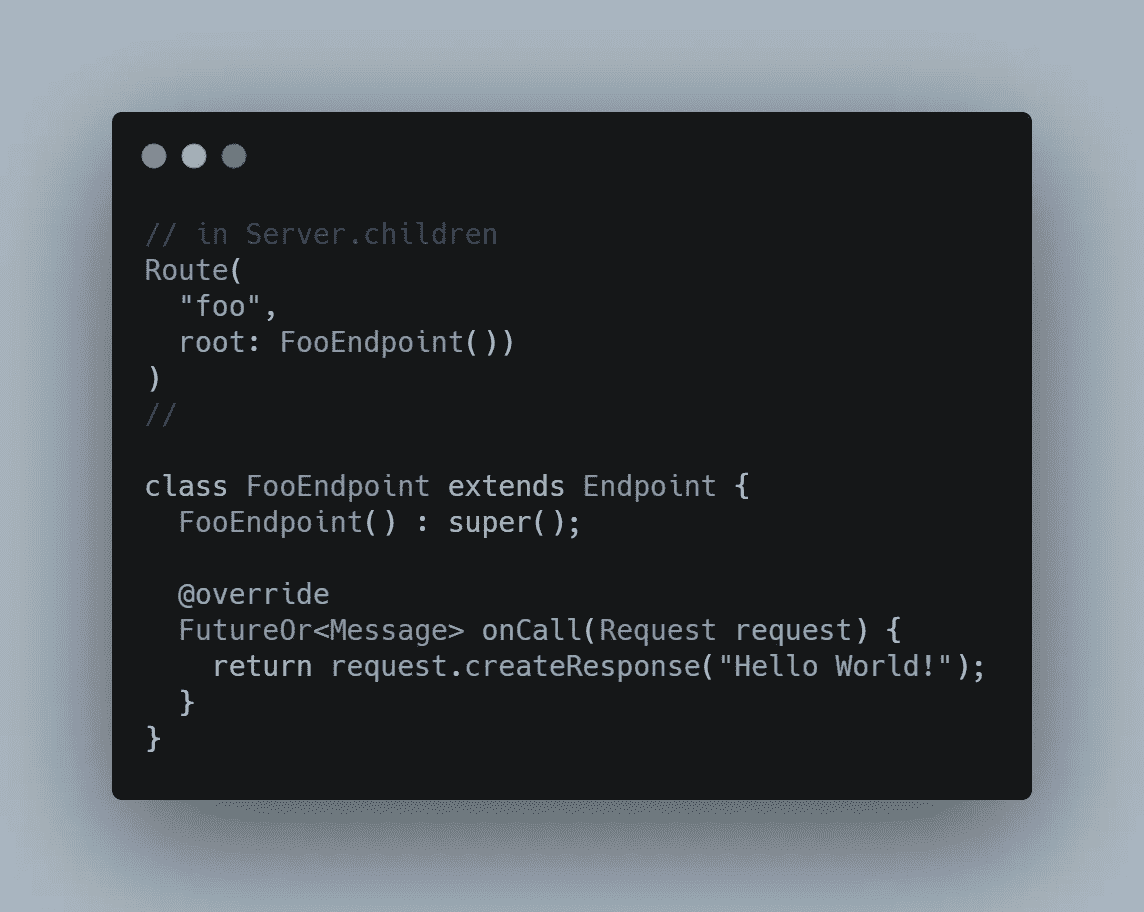 // in Server.children
Route(
  "foo",
  root: FooEndpoint())
)
//
class FooEndpoint extends Endpoint {
  FooEndpoint() : super();
  @override
  FutureOr<Message> onCall(Request request) {
    return request.createResponse("Hello World!");
  }
}